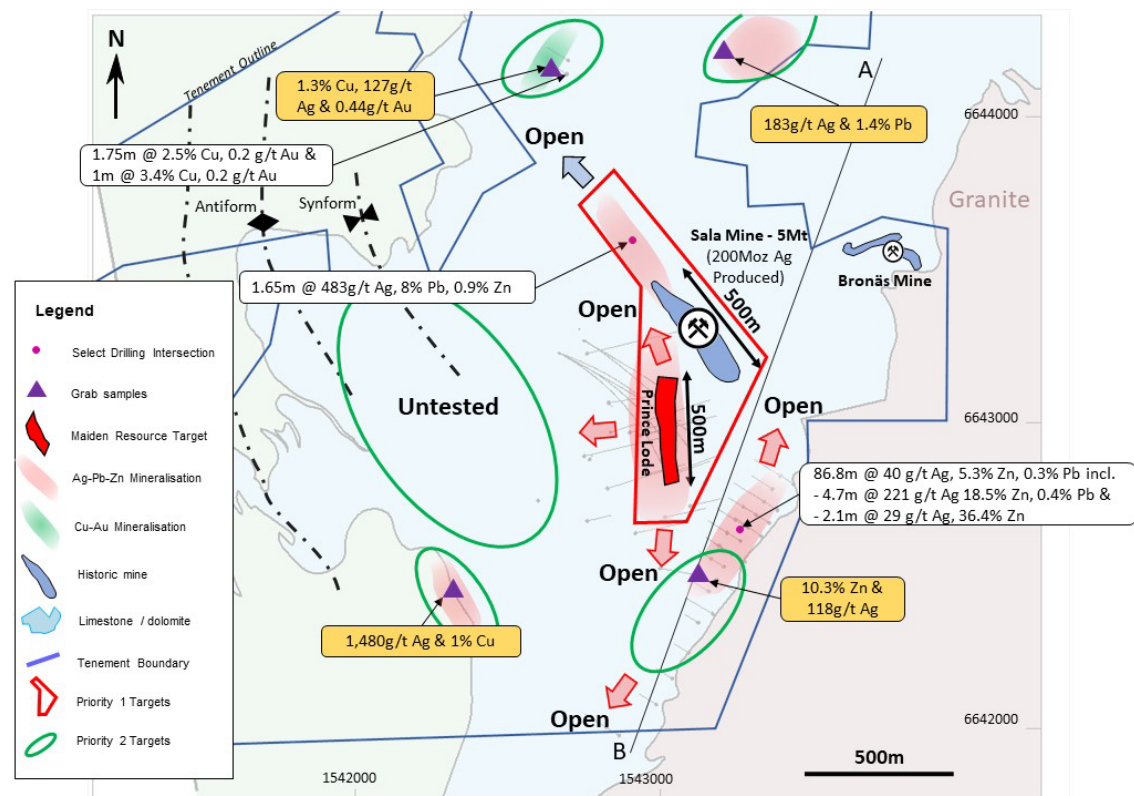 N
Tenement Outline
1.3% Cu, 127g/t
Ag & 0.44g/t Au
1.75m @ 2.5% Cu, 0.2 g/t Au &
1m @ 3.4% Cu, 0.2 g/t Au
Antiform
Synform
Open
183g/t Ag & 1.4% Pb
A
6644000
Granite
Sala Mine - 5Mt
(200Moz Ag
Produced)
500m
Bronäs Mine
1.65m @ 483g/t Ag, 8% Pb, 0.9% Zn
Open
Untested
Prince Lode
500m
Open
6643000
86.8m @ 40 g/t Ag, 5.3% Zn, 0.3% Pb incl.
- 4.7m @ 221 g/t Ag 18.5% Zn, 0.4% Pb &
- 2.1m @ 29 g/t Ag, 36.4% Zn
Open
10.3% Zn &
118g/t Ag
1,480g/t Ag & 1% Cu
Open
B
6642000
500m
1542000
1543000
Legend
Select Drilling Intersection
Grab samples
Maiden Resource Target
Ag-Pb-Zn Mineralisation
Cu-Au Mineralisation
Historic mine
Limestone / dolomite
Tenement Boundary
Priority 1 Targets
Priority 2 Targets